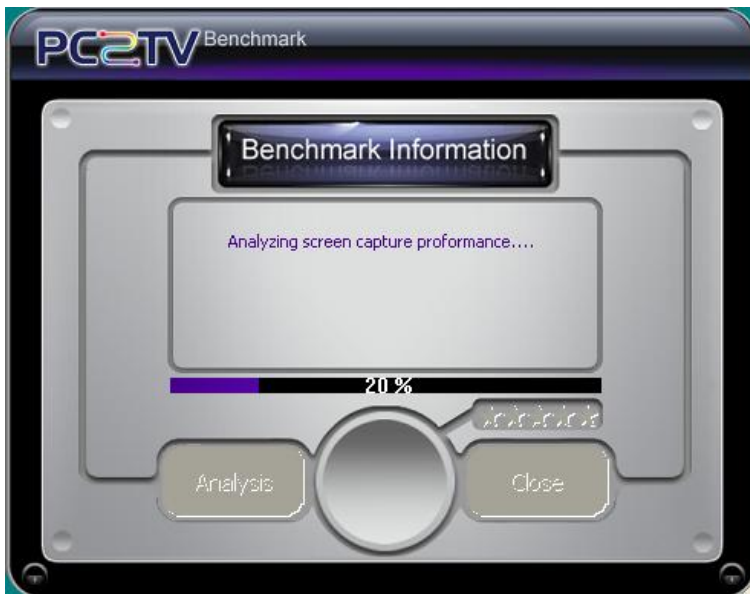 PC2TV Benchmark
Benchmark Information
Analyzing screen capture proformance....
20 %
Analysis
Close